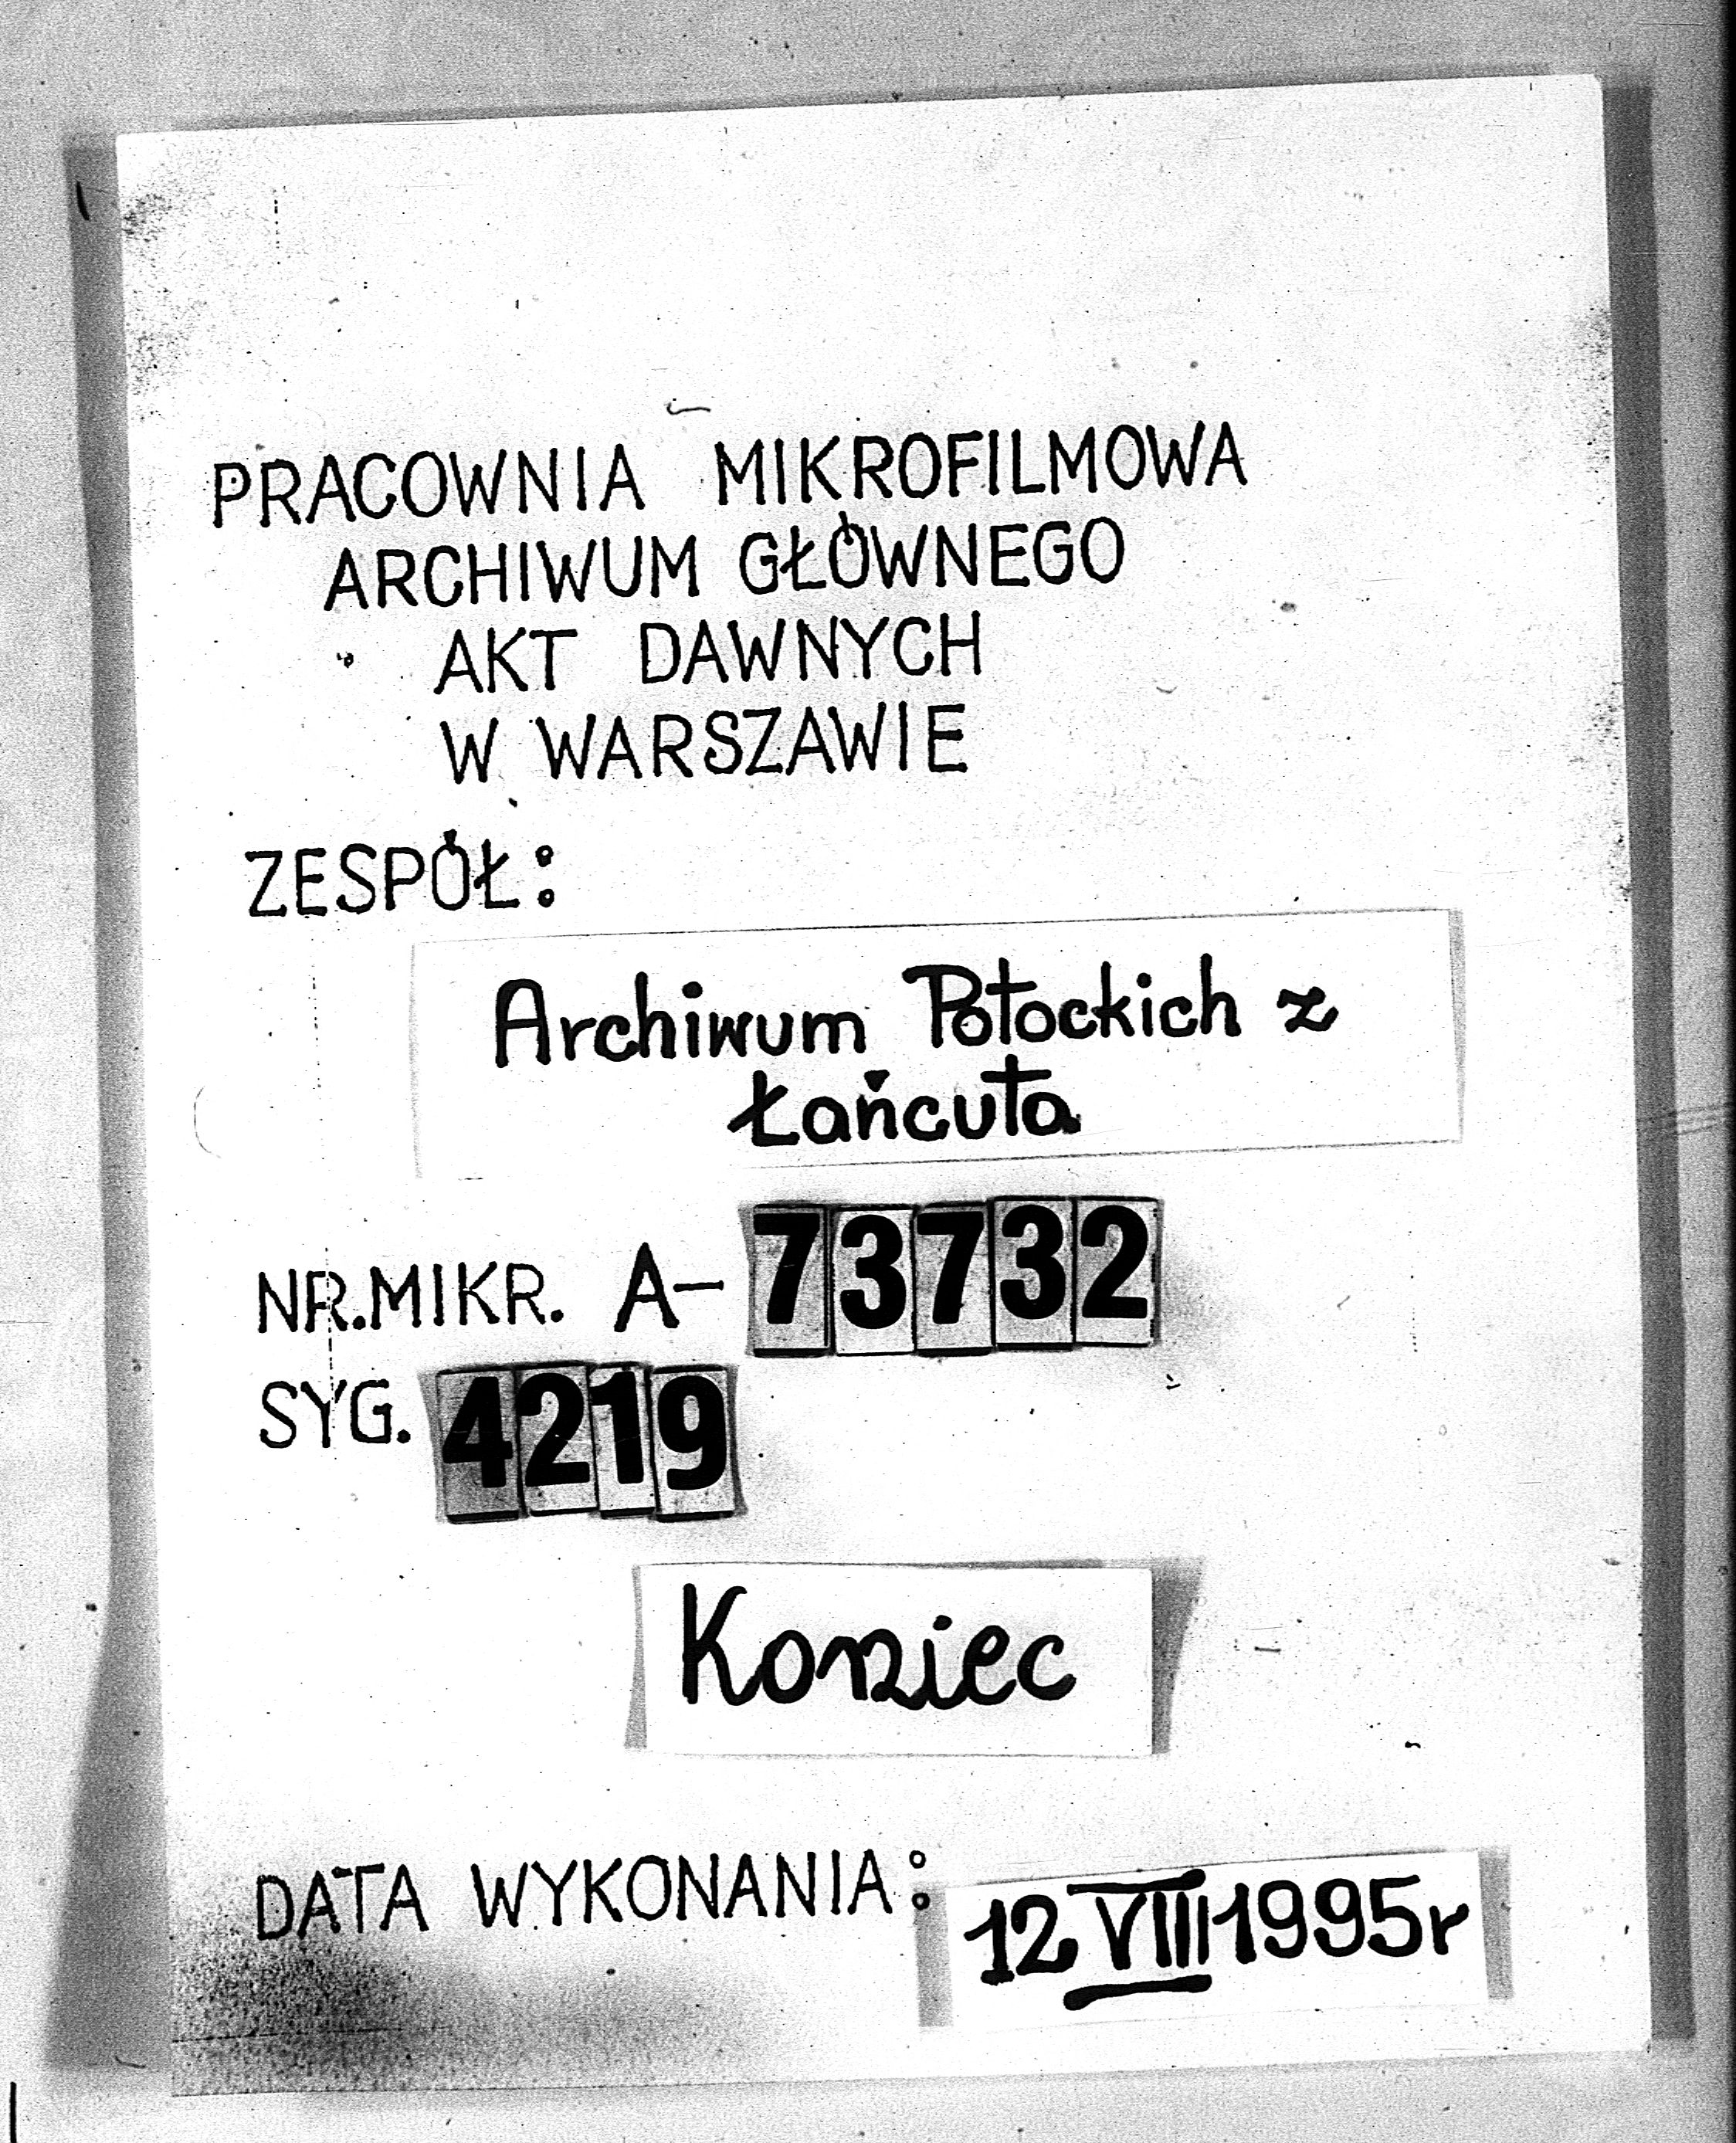 PRACOWNIA MIKROFILMOWA
ARCHIWUM GŁÓWNEGO
AKT DAWNYCH
W WARSZAWIE
ZESPÓŁ:
Archiwum Potockich z
Łańcuta
NR.MIKR. A-73732
SYG. 4219
Koniec
DATA WYKONANIA: 12 VIII 1995r